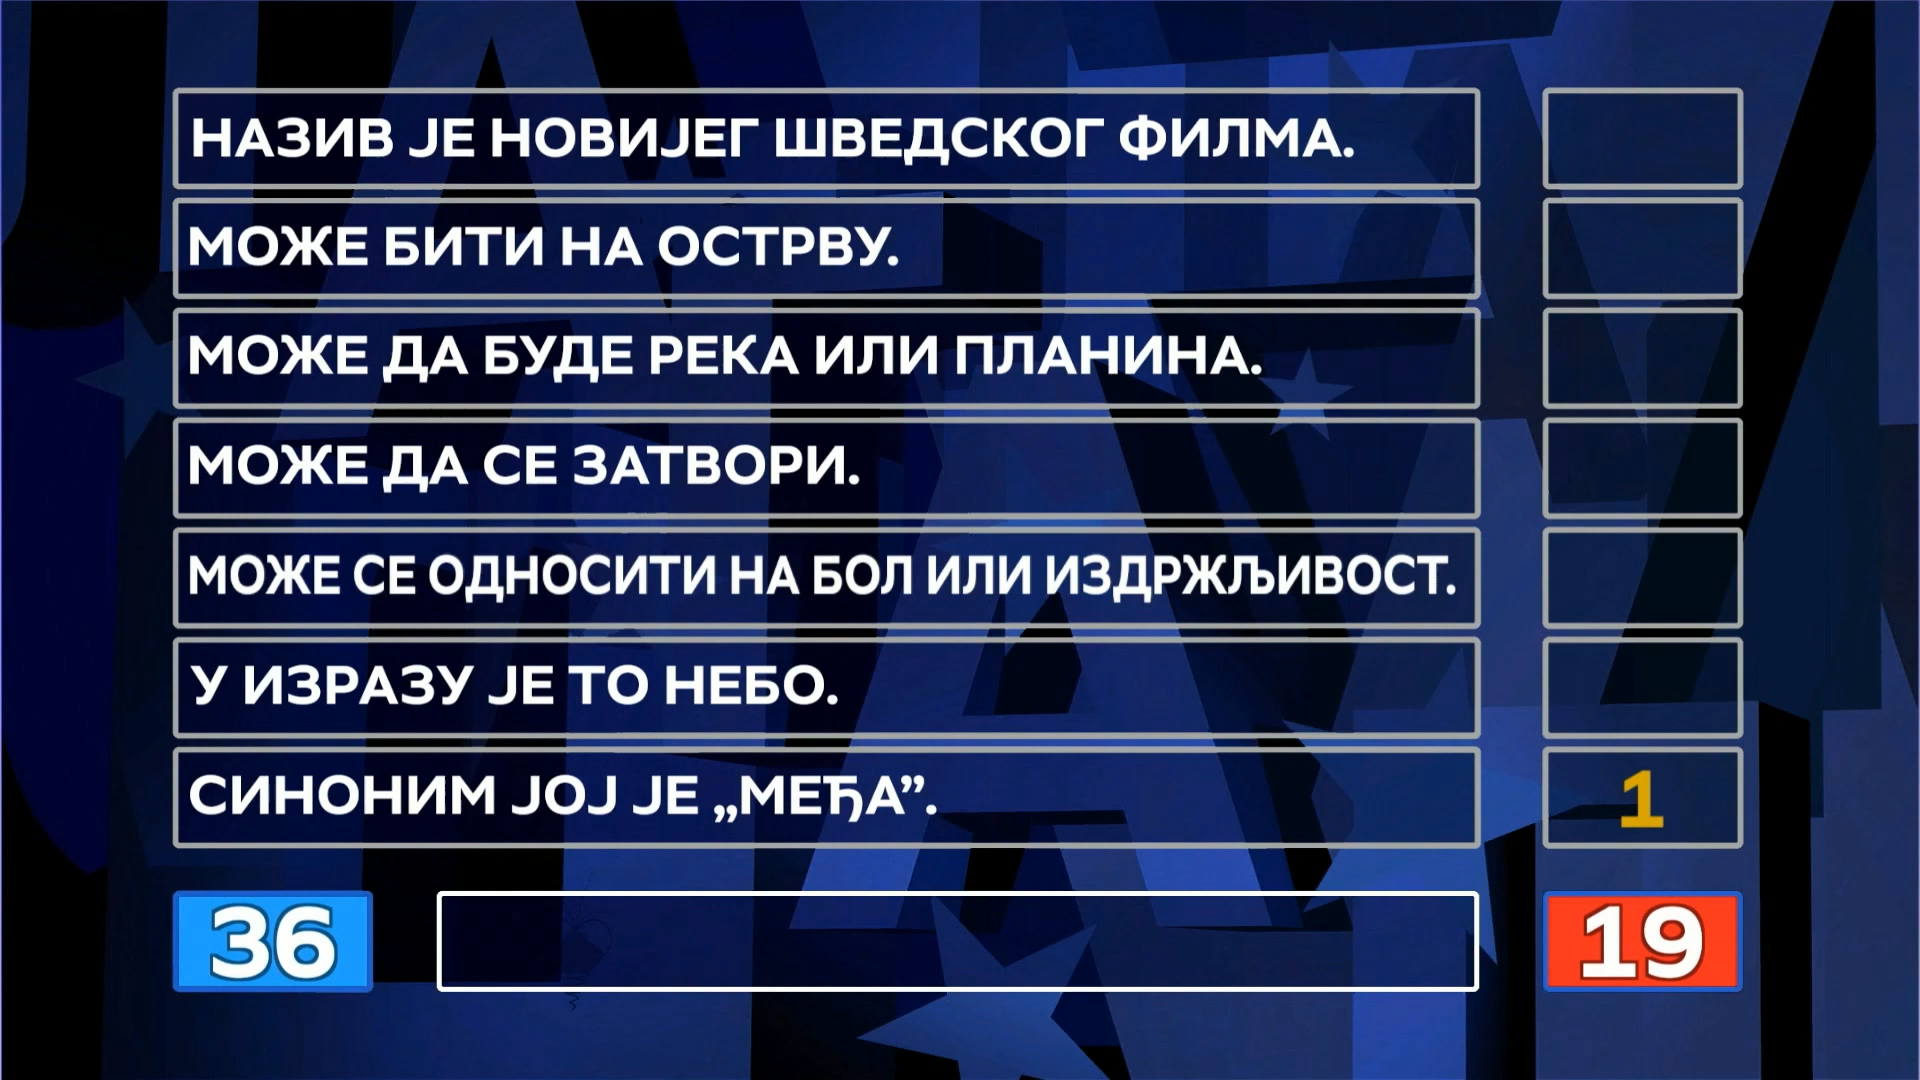 НАЗИВ ЈЕ НОВИЈЕГ ШВЕДСКОГ ФИЛМА.
МОЖЕ БИТИ НА ОСТРВУ.
МОЖЕ ДА БУДЕ РЕКА ИЛИ ПЛАНИНА.
МОЖЕ ДА СЕ ЗАТВОРИ.
МОЖЕ СЕ ОДНОСИТИ НА БОЛ ИЛИ ИЗДРЖЉИВОСТ.
У ИЗРАЗУ ЈЕ ТО НЕБО.
СИНОНИМ ЈОЈ ЈЕ „МЕЂА”.
1
36
19